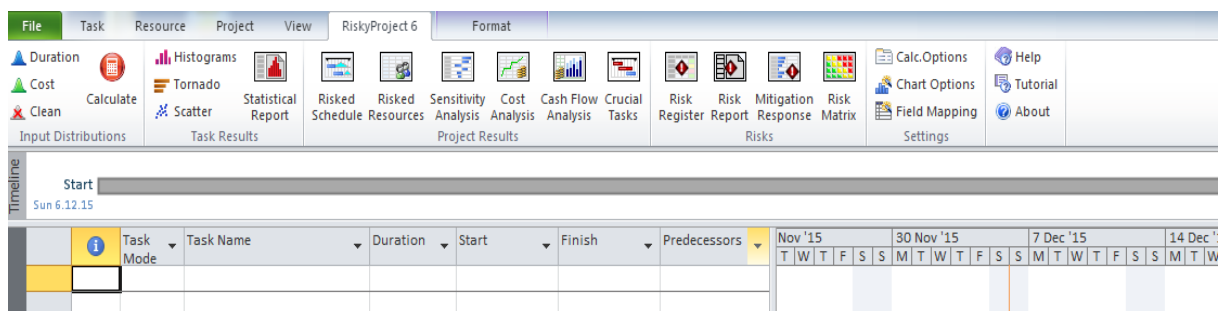 File Task Resource Project View RiskyProject 6 Format
Duration Histograms Calc.Options Help
Cost Calculate Tornado Statistical Report Risked Schedule Risked Resources Sensitivity Analysis Cost Analysis Cash Flow Analysis Crucial Tasks Risk Register Risk Report Mitigation Response Risk Matrix Chart Options Tutorial
Clean Scatter Field Mapping About
Input Distributions Task Results Project Results Risks Settings
Timeline
Start
Sun 6.12.15
Task Mode Task Name Duration Start Finish Predecessors Nov '15 30 Nov '15 7 Dec '15 14 Dec '
T W T F S S M T W T F S S M T W T F S S M T W